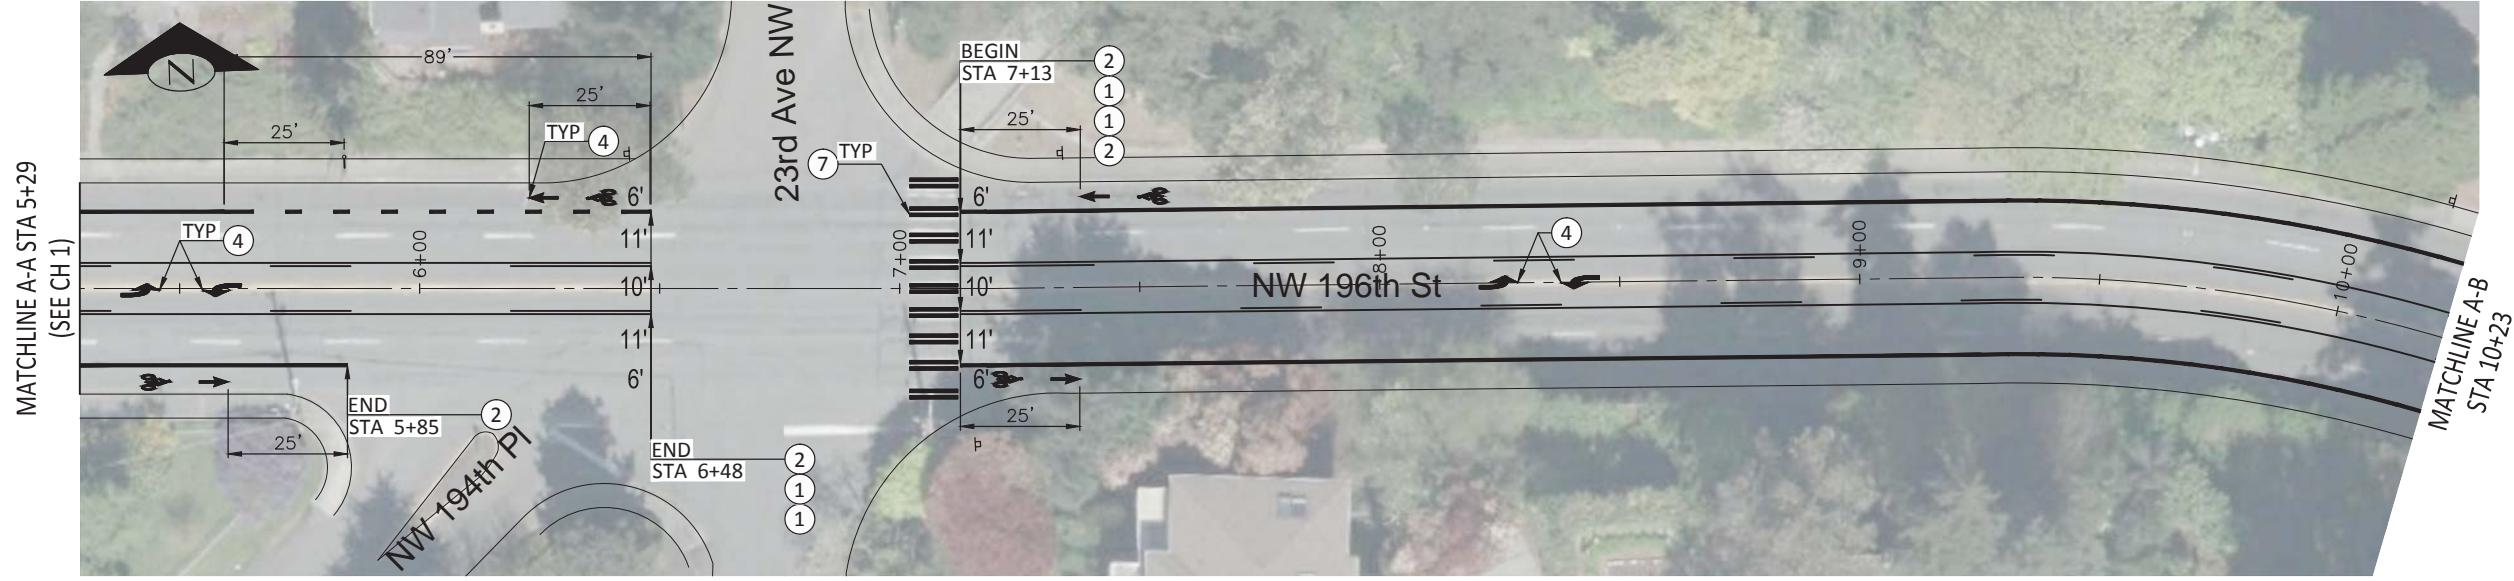 MATCHLINE A-A STA 5+29
(SEE CH 1)
N
89'
25'
25'
TYP 4
TYP 4
6+00
6'
11'
10'
11'
6'
END
STA 5+85
2
25'
NW 194th Pl
END
STA 6+48
2
1
1
23rd Ave NW
7 TYP
7+00
BEGIN
STA 7+13
2
1
1
2
25'
6'
11'
10'
11'
6'
25'
NW 196th St
8+00
4
9+00
10+00
MATCHLINE A-B
STA 10+23